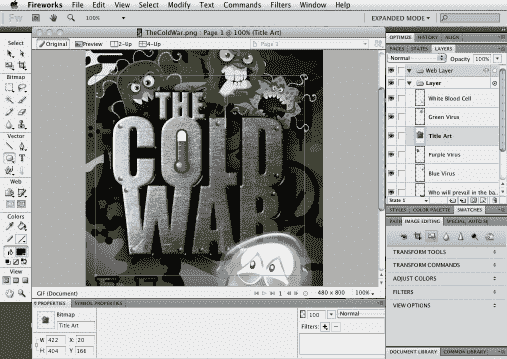 Fireworks File Edit View Select Modify Text Commands Filters Window Help
Fw 100% EXPANDED MODE
TheColdWar.png : Page 1 @ 100% (Title Art)
Original Preview 2-Up 4-Up Page 1
Select
Bitmap
Vector
Web
Colors
View
THE
COLD
WAR
GIF (Document) 1 480 x 800 100%
PROPERTIES SYMBOL PROPERTIES
Bitmap
Title Art
W: 422 X: 20
H: 404 Y: 166
100 Normal
Filters:
OPTIMIZE HISTORY ALIGN
PAGES STATES LAYERS
Normal Opacity 100%
Web Layer
Layer
White Blood Cell
Green Virus
Title Art
Purple Virus
Blue Virus
Who will prevail in the ba...
State 1
STYLES COLOR PALETTE SWATCHES
PATH IMAGE EDITING SPECIAL AUTO SH
TRANSFORM TOOLS
TRANSFORM COMMANDS
ADJUST COLORS
FILTERS
VIEW OPTIONS
DOCUMENT LIBRARY COMMON LIBRARY